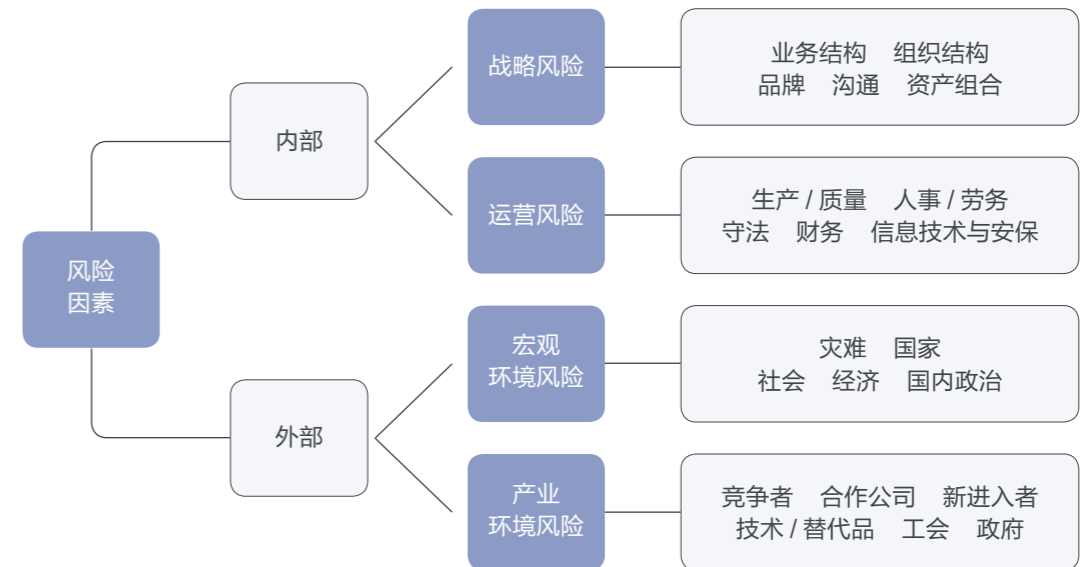 风险
因素
内部
战略风险
业务结构 组织结构
品牌 沟通 资产组合
运营风险
生产 / 质量 人事 / 劳务
守法 财务 信息技术与安保
外部
宏观
环境风险
灾难 国家
社会 经济 国内政治
产业
环境风险
竞争者 合作公司 新进入者
技术 / 替代品 工会 政府